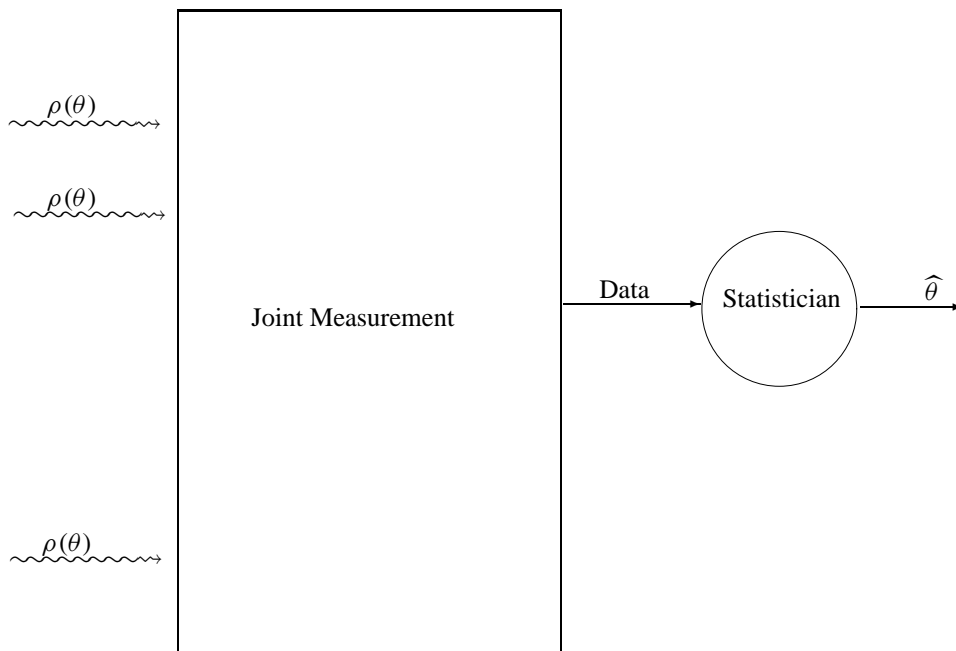 ρ(θ)
ρ(θ)
Joint Measurement
ρ(θ)
Data
Statistician
θ̂